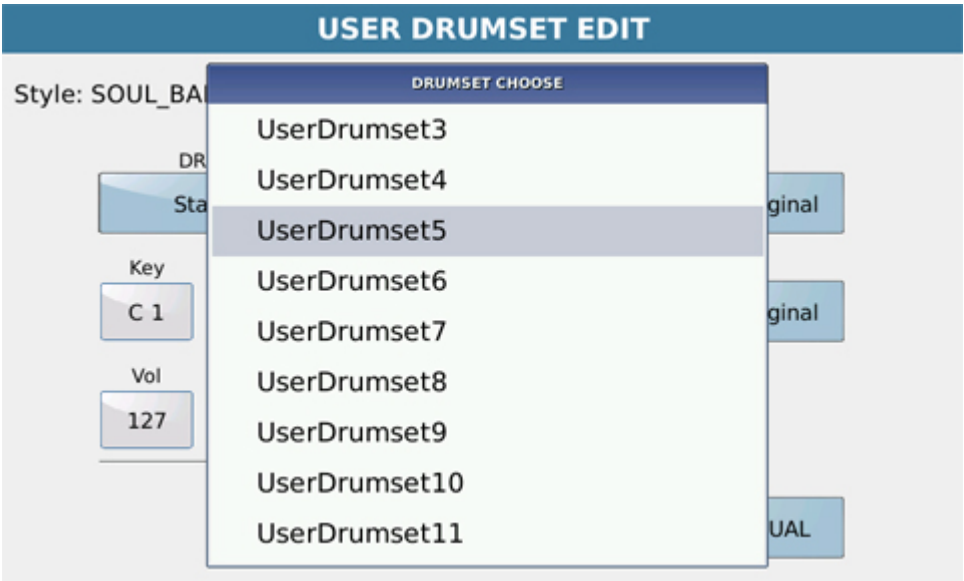 USER DRUMSET EDIT
DRUMSET CHOOSE
Style: SOUL_BA
UserDrumset3
DR
UserDrumset4
Sta
ginal
UserDrumset5
Key
UserDrumset6
C 1
ginal
UserDrumset7
Vol
UserDrumset8
127
UserDrumset9
UserDrumset10
UserDrumset11
UAL